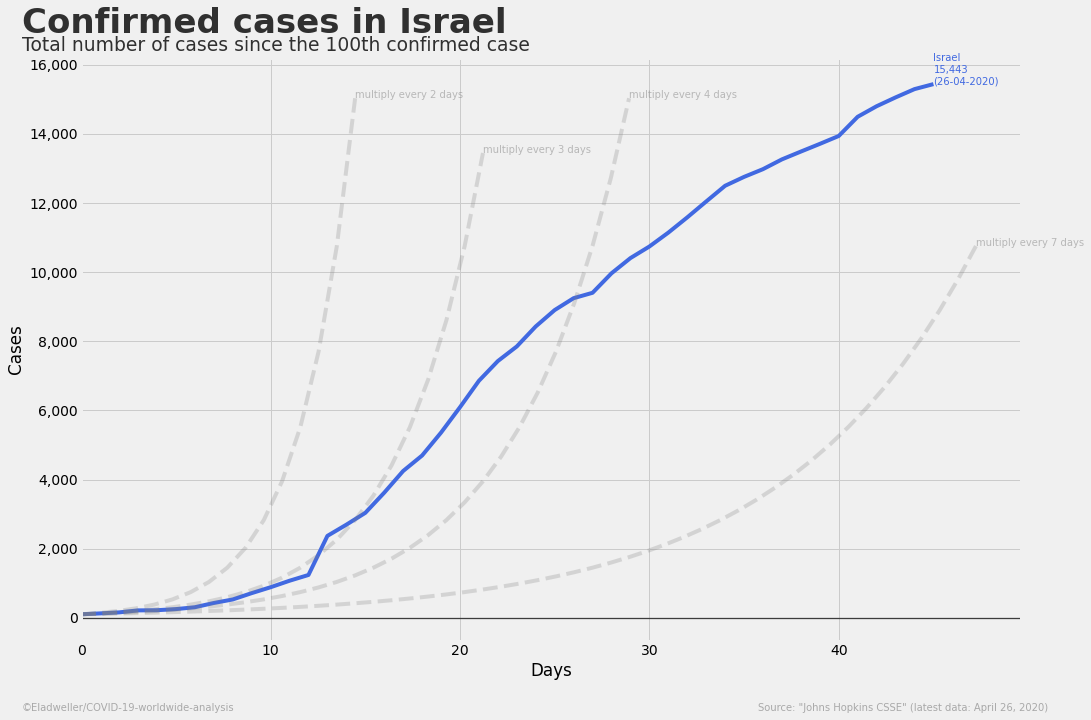 Confirmed cases in Israel
Total number of cases since the 100th confirmed case
Israel
15,443
(26-04-2020)
16,000
multiply every 2 days
multiply every 4 days
14,000
multiply every 3 days
12,000
multiply every 7 days
10,000
Cases
8,000
6,000
4,000
2,000
0
0 10 20 30 40
Days
©Eladweller/COVID-19-worldwide-analysis
Source: "Johns Hopkins CSSE" (latest data: April 26, 2020)